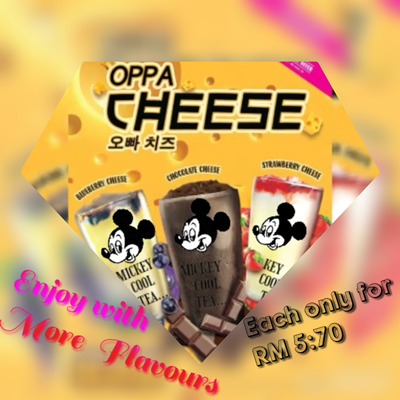 OPPA
CHEESE
오빠 치즈
BLUEBERRY CHEESE
CHOCOLATE CHEESE
STRAWBERRY CHEESE
MICKEY
COOL
TEA..
MICKEY
COOL
TEA..
KEY
COOL
TEA..
Enjoy with
More Flavours
Each only for
RM 5:70